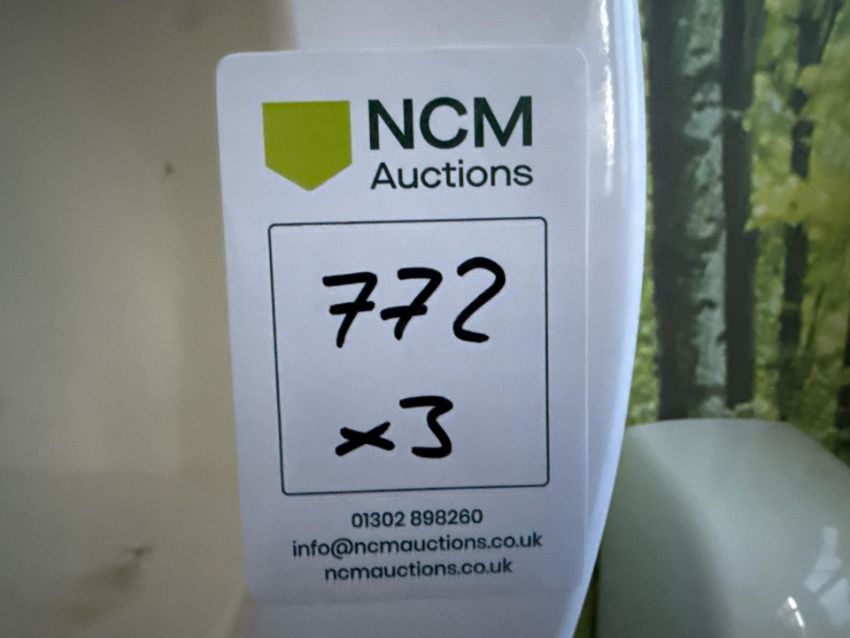 NCM
Auctions
772
x3
01302 898260
info@ncmauctions.co.uk
ncmauctions.co.uk